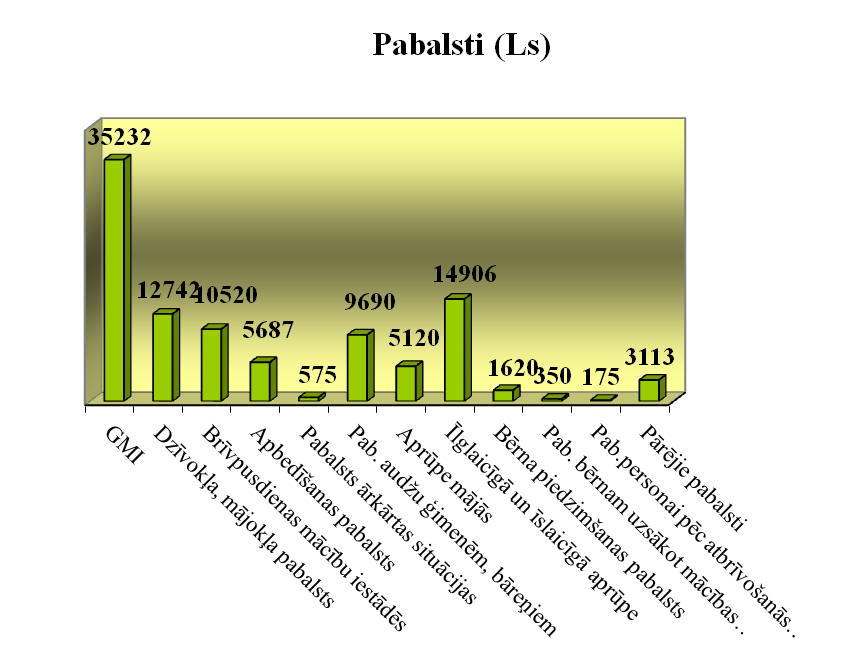 Pabalsti (Ls)
35232
12742
10520
5687
575
9690
5120
14906
1620
350
175
3113
GMI
Dzīvokļa, mājokļa pabalsts
Brīvpusdienas mācību iestādēs
Apbedīšanas pabalsts
Pabalsts ārkārtas situācijas
Pab. audžu ģimenēm, bāreņiem
Aprūpe mājās
Īlglaicīgā un īslaicīgā aprūpe
Bērna piedzimšanas pabalsts
Pab. bērnam uzsākot mācības..
Pab.personai pēc atbrīvošanās..
Pārējie pabalsti